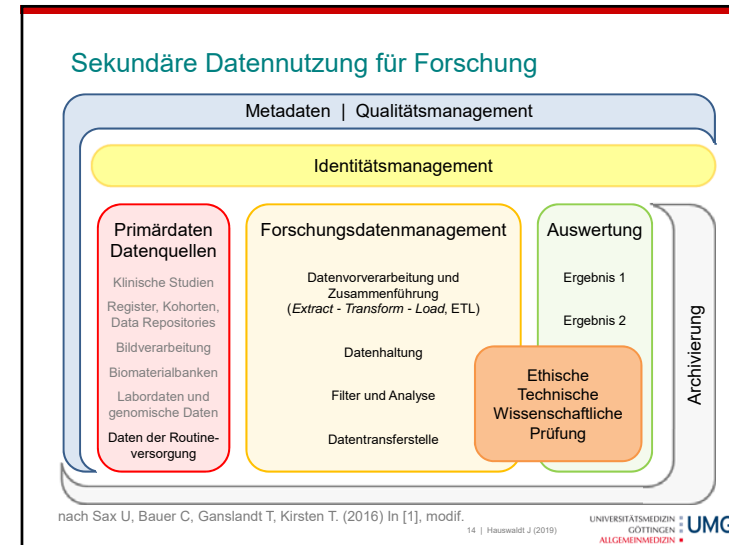 Sekundäre Datennutzung für Forschung
Metadaten | Qualitätsmanagement
Identitätsmanagement
Primärdaten
Datenquellen
Klinische Studien
Register, Kohorten,
Data Repositories
Bildverarbeitung
Biomaterialbanken
Labordaten und
genomische Daten
Daten der Routine-
versorgung
Forschungsdatenmanagement
Datenvorverarbeitung und
Zusammenführung
(Extract - Transform - Load, ETL)
Datenhaltung
Filter und Analyse
Datentransferstelle
Auswertung
Ergebnis 1
Ergebnis 2
Ethische
Technische
Wissenschaftliche
Prüfung
Archivierung
nach Sax U, Bauer C, Ganslandt T, Kirsten T. (2016) In [1], modif.
14 | Hauswaldt J (2019)
UNIVERSITÄTSMEDIZIN
GÖTTINGEN
ALLGEMEINMEDIZIN
UMG